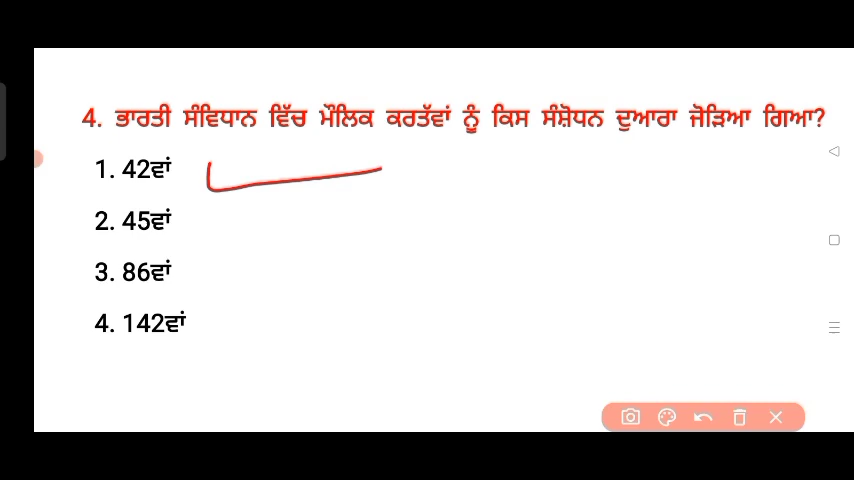 4. ਭਾਰਤੀ ਸੰਵਿਧਾਨ ਵਿੱਚ ਮੌਲਿਕ ਕਰਤੱਵਾਂ ਨੂੰ ਕਿਸ ਸੰਸ਼ੋਧਨ ਦੁਆਰਾ ਜੋੜਿਆ ਗਿਆ?
1. 42ਵਾਂ
2. 45ਵਾਂ
3. 86ਵਾਂ
4. 142ਵਾਂ